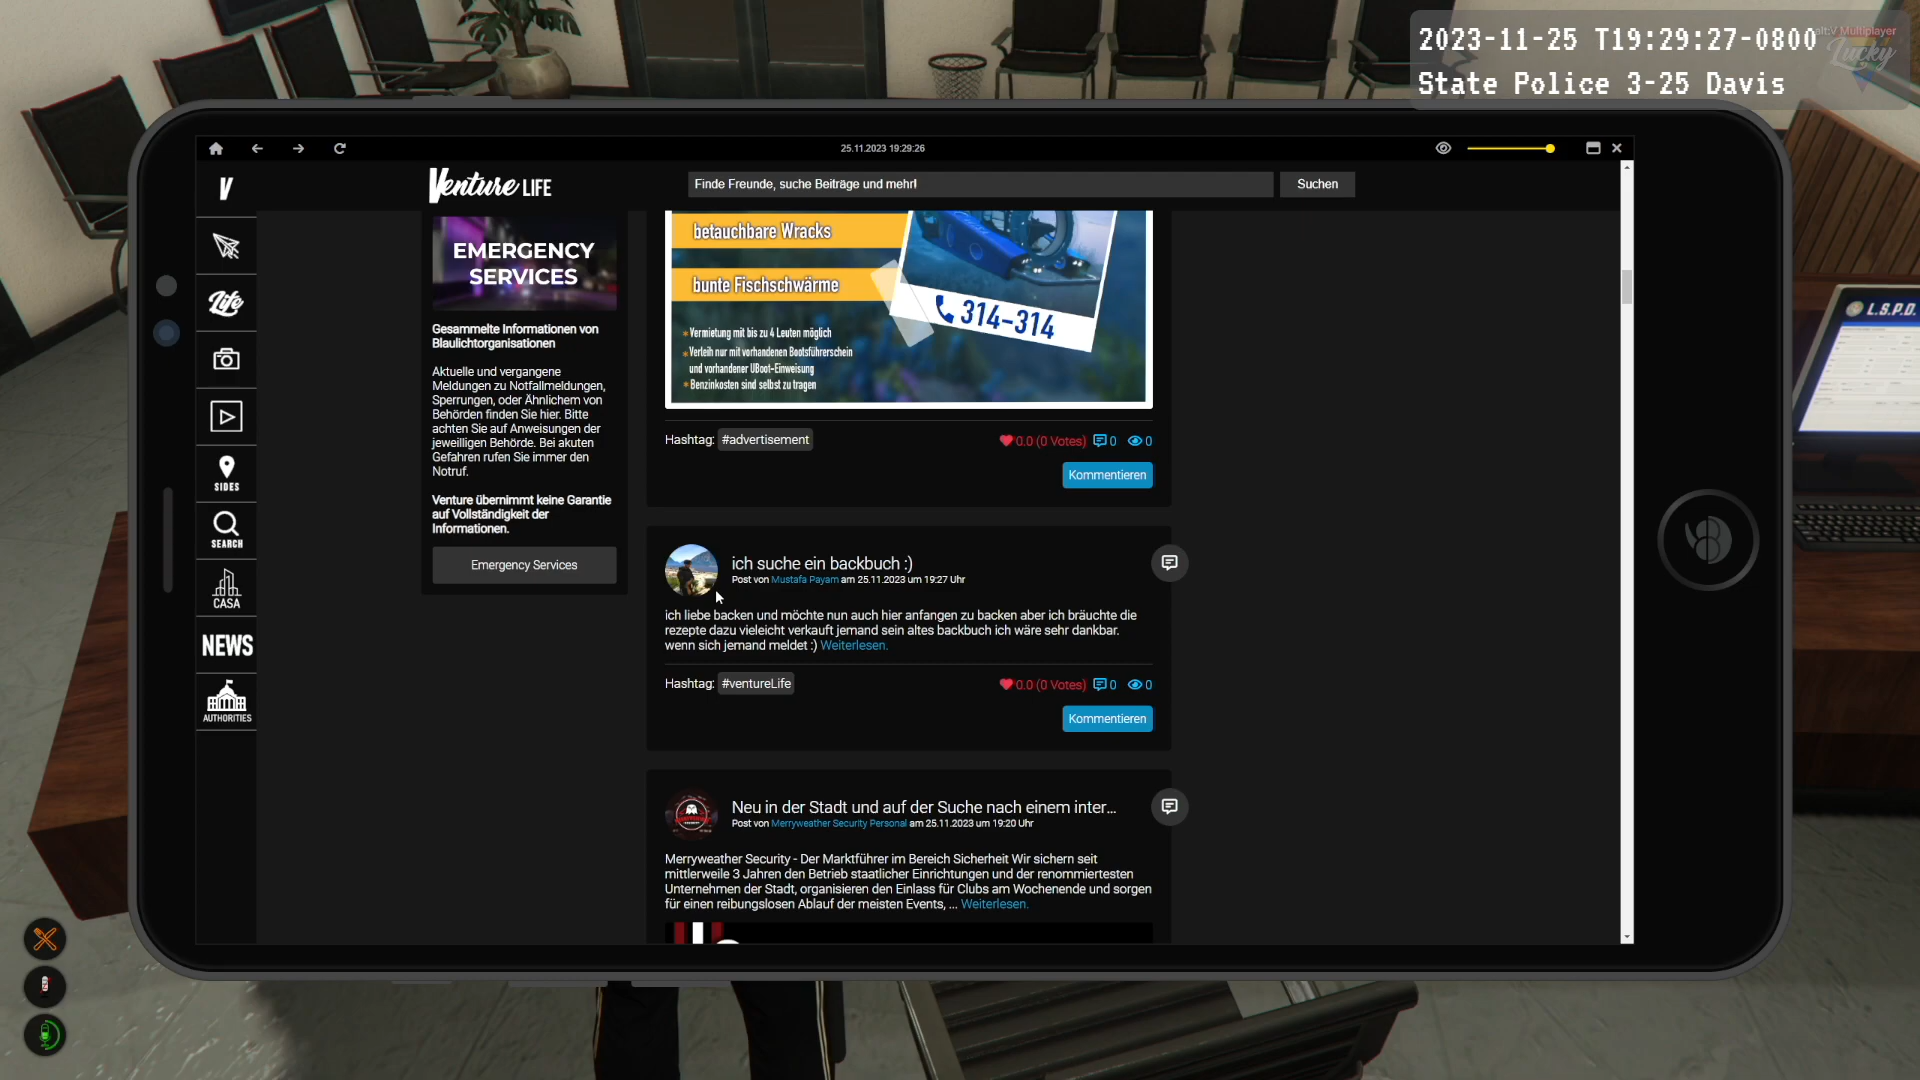 2023-11-25 T19:29:27-0800
State Police 3-25 Davis
alt:V Multiplayer
Lucky
25.11.2023 19:29:26
V
Venture LIFE
Finde Freunde, suche Beiträge und mehr!
Suchen
Life
SIDES
SEARCH
CASA
NEWS
AUTHORITIES
EMERGENCY
SERVICES
Gesammelte Informationen von
Blaulichtorganisationen
Aktuelle und vergangene
Meldungen zu Notfallmeldungen,
Sperrungen, oder Ähnlichem von
Behörden finden Sie hier. Bitte
achten Sie auf Anweisungen der
jeweilligen Behörde. Bei akuten
Gefahren rufen Sie immer den
Notruf.
Venture übernimmt keine Garantie
auf Vollständigkeit der
Informationen.
Emergency Services
betauchbare Wracks
bunte Fischschwärme
314-314
*Vermietung mit bis zu 4 Leuten möglich
*Verleih nur mit vorhandenen Bootsführerschein
und vorhandener UBoot-Einweisung
*Benzinkosten sind selbst zu tragen
Hashtag: #advertisement
0.0 (0 Votes) 0 0
Kommentieren
ich suche ein backbuch :)
Post von Mustafa Payam am 25.11.2023 um 19:27 Uhr
ich liebe backen und möchte nun auch hier anfangen zu backen aber ich bräuchte die
rezepte dazu vieleicht verkauft jemand sein altes backbuch ich wäre sehr dankbar.
wenn sich jemand meldet :) Weiterlesen.
Hashtag: #ventureLife
0.0 (0 Votes) 0 0
Kommentieren
Neu in der Stadt und auf der Suche nach einem inter...
Post von Merryweather Security Personal am 25.11.2023 um 19:20 Uhr
Merryweather Security - Der Marktführer im Bereich Sicherheit Wir sichern seit
mittlerweile 3 Jahren den Betrieb staatlicher Einrichtungen und der renommiertesten
Unternehmen der Stadt, organisieren den Einlass für Clubs am Wochenende und sorgen
für einen reibungslosen Ablauf der meisten Events, ... Weiterlesen.
L.S.P.D.